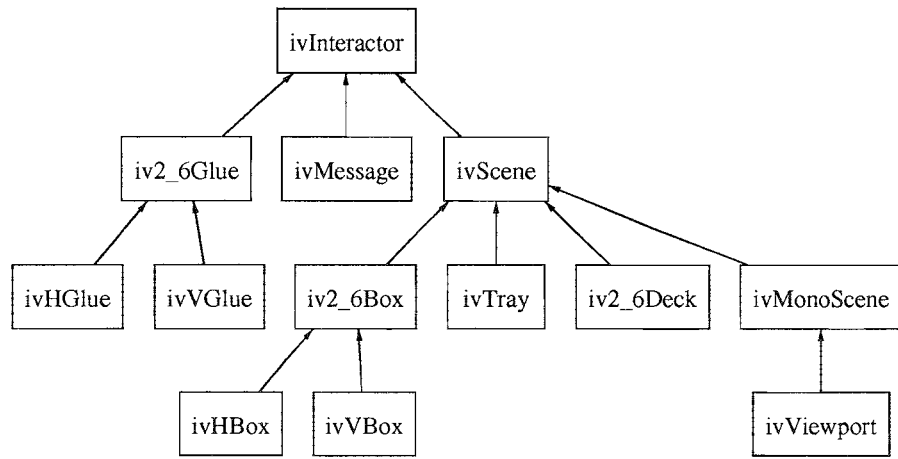 ivInteractor
iv2_6Glue
ivMessage
ivScene
ivHGlue
ivVGlue
iv2_6Box
ivTray
iv2_6Deck
ivMonoScene
ivHBox
ivVBox
ivViewport